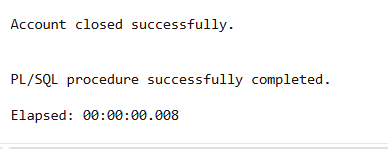 Account closed successfully.
PL/SQL procedure successfully completed.
Elapsed: 00:00:00.008